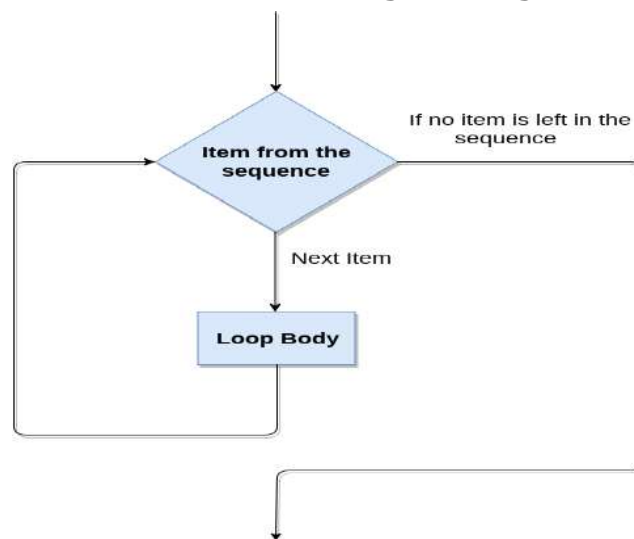 If no item is left in the
sequence
Item from the
sequence
Next Item
Loop Body